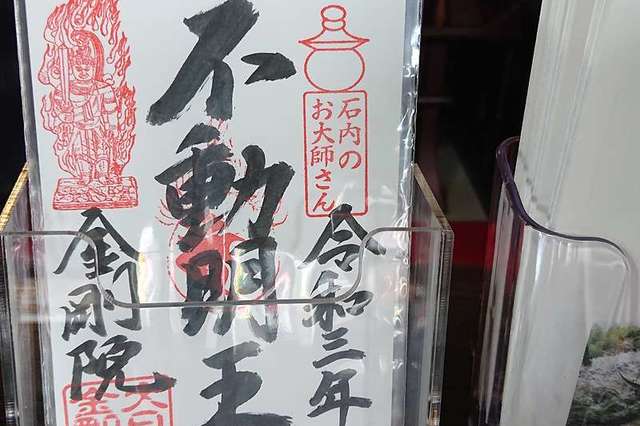 石内の
お大師さん
令和三年
不動明王
金剛院